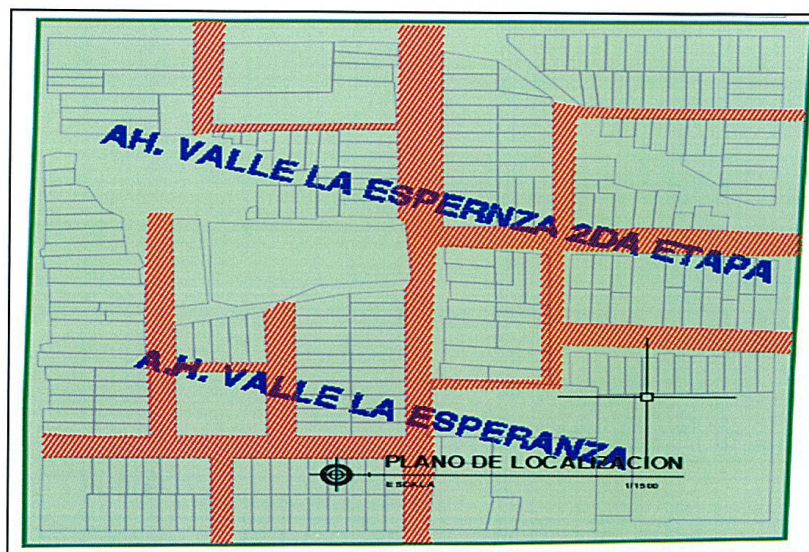 AH. VALLE LA ESPERNZA 2DA ETAPA
A.H. VALLE LA ESPERANZA
PLANO DE LOCALIZACION
ESCALA 1/1500